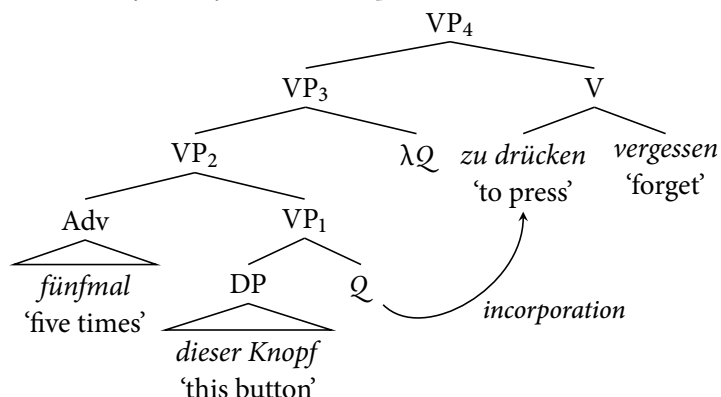 VP₄
VP₃ V
VP₂ λQ zu drücken vergessen
'to press' 'forget'
Adv VP₁
fünfmal DP Q
'five times' incorporation
dieser Knopf
'this button'